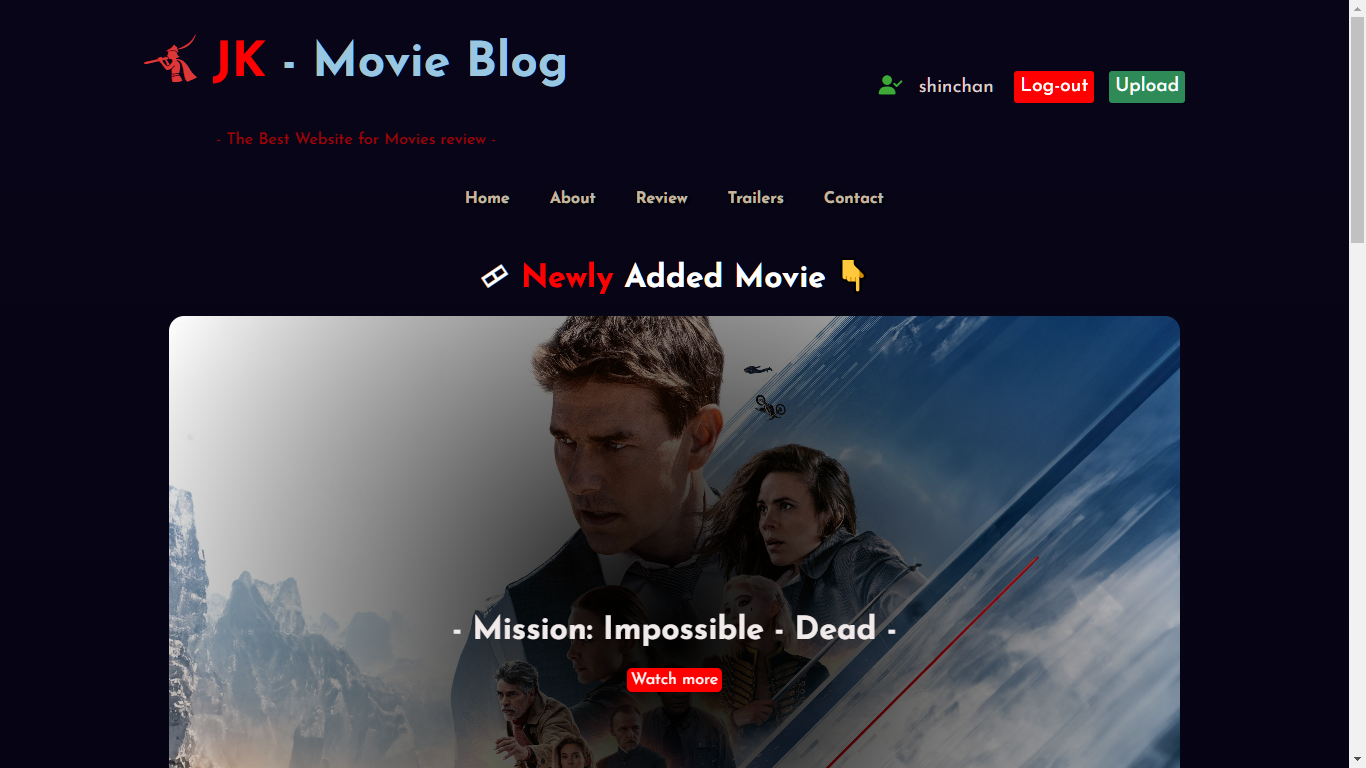 JK - Movie Blog
shinchan Log-out Upload
- The Best Website for Movies review -
Home About Review Trailers Contact
Newly Added Movie 👇
- Mission: Impossible - Dead -
Watch more